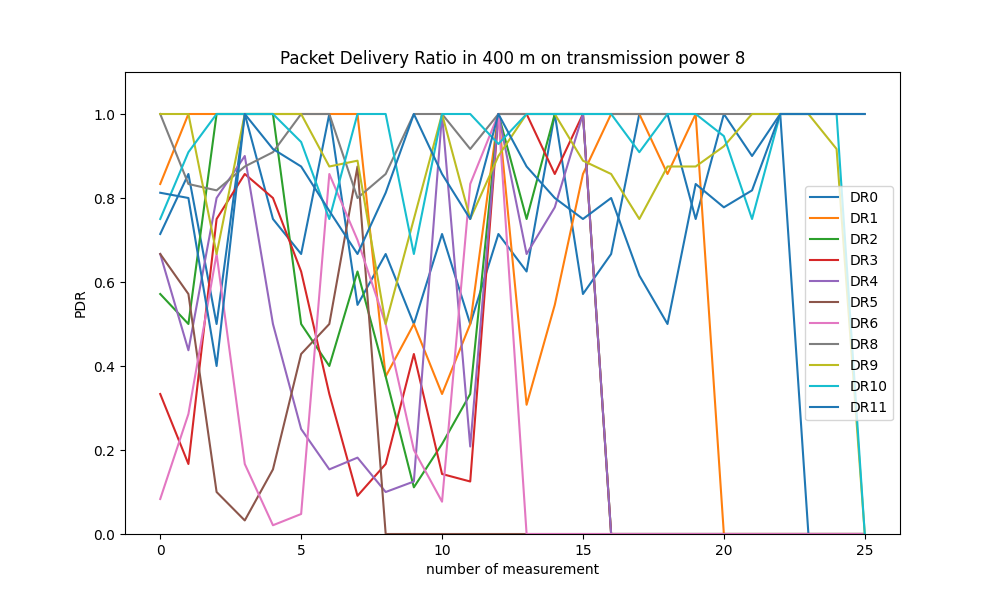 Packet Delivery Ratio in 400 m on transmission power 8
1.0
0.8
0.6
0.4
0.2
0.0
PDR
0 5 10 15 20 25
number of measurement
DR0
DR1
DR2
DR3
DR4
DR5
DR6
DR8
DR9
DR10
DR11